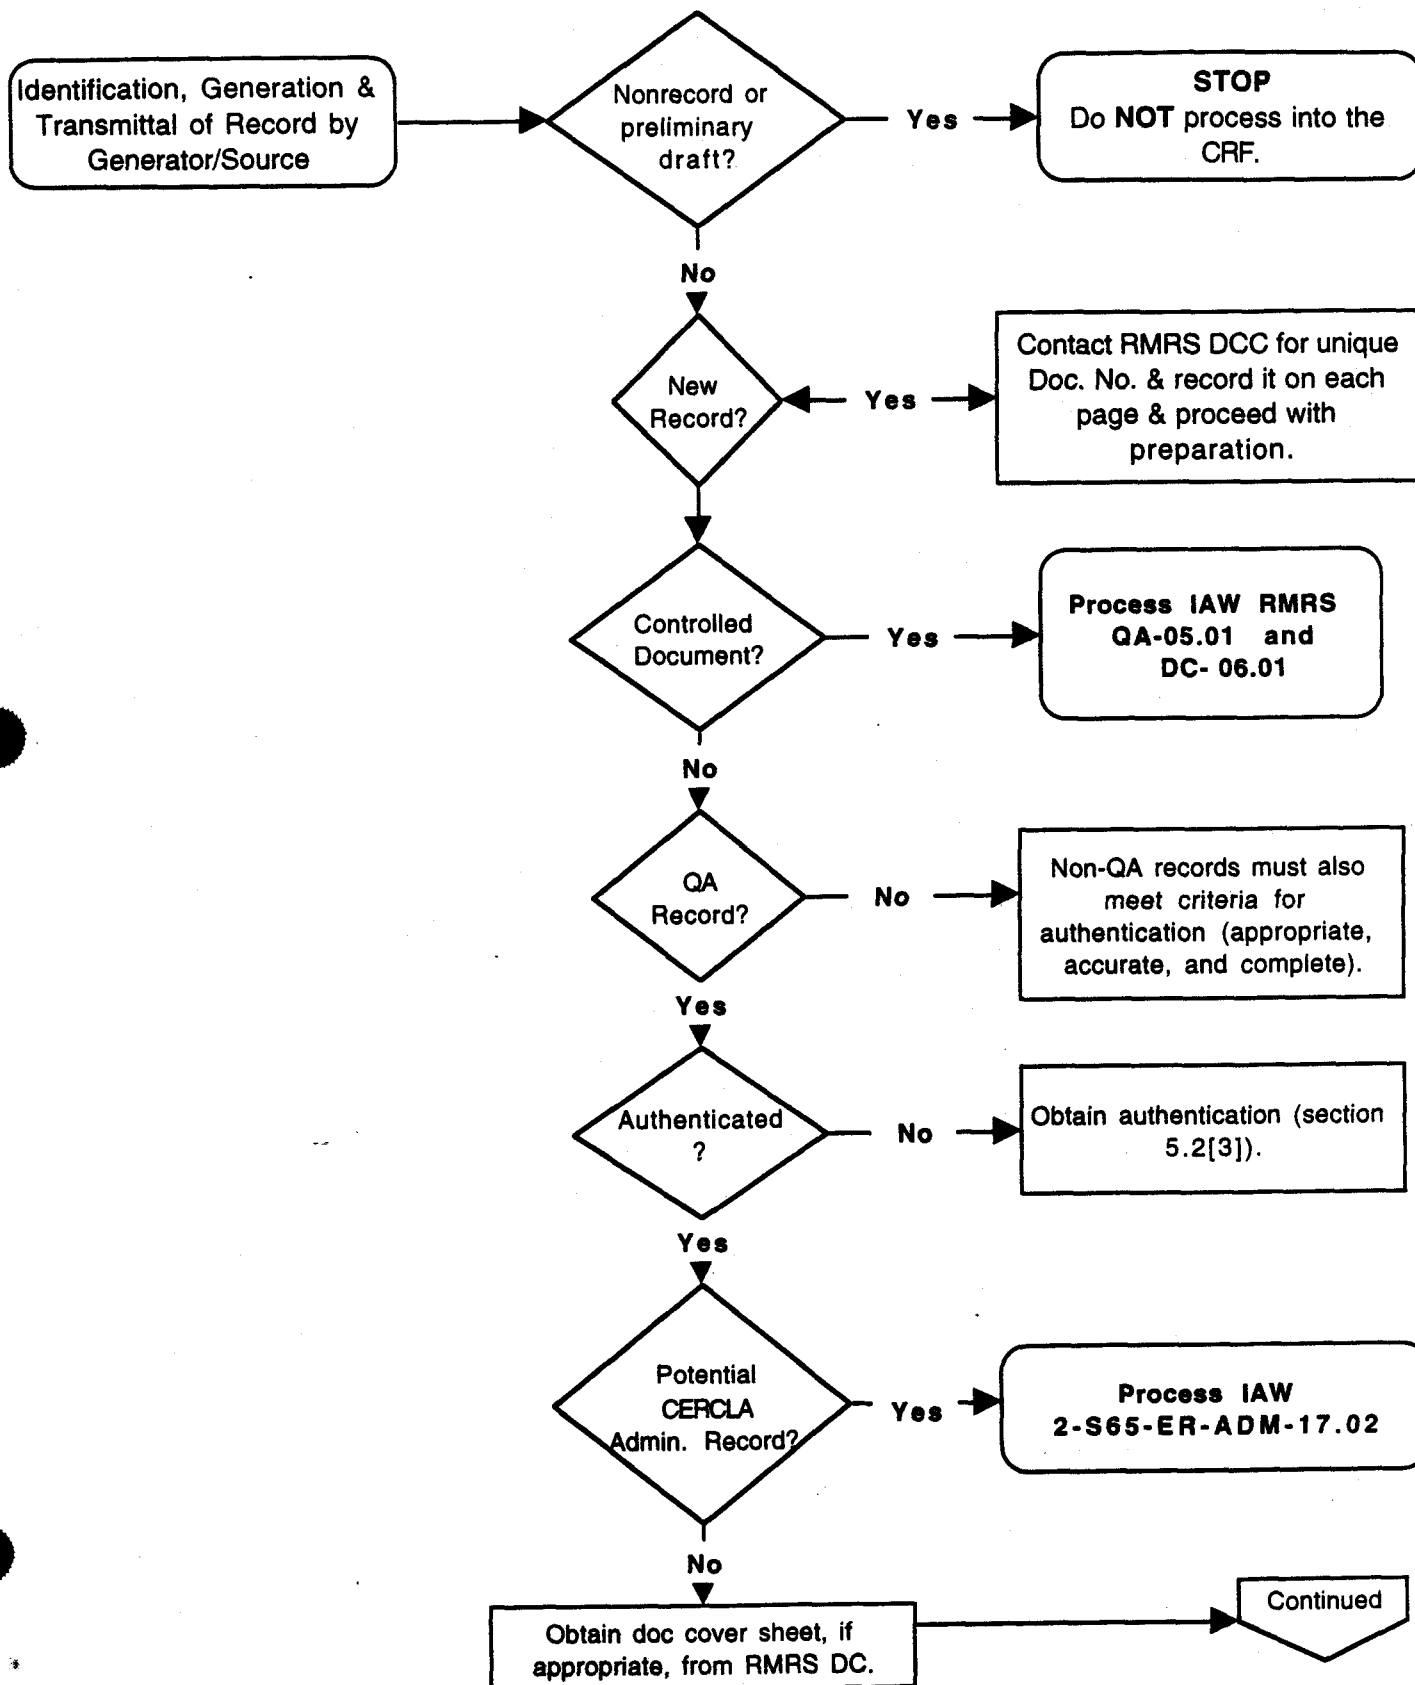 Identification, Generation &
Transmittal of Record by
Generator/Source
Nonrecord or
preliminary
draft?
Yes
STOP
Do NOT process into the
CRF.
No
New
Record?
Yes
Contact RMRS DCC for unique
Doc. No. & record it on each
page & proceed with
preparation.
Controlled
Document?
Yes
Process IAW RMRS
QA-05.01 and
DC- 06.01
No
QA
Record?
No
Non-QA records must also
meet criteria for
authentication (appropriate,
accurate, and complete).
Yes
Authenticated
?
No
Obtain authentication (section
5.2[3]).
Yes
Potential
CERCLA
Admin. Record?
Yes
Process IAW
2-S65-ER-ADM-17.02
No
Obtain doc cover sheet, if
appropriate, from RMRS DC.
Continued